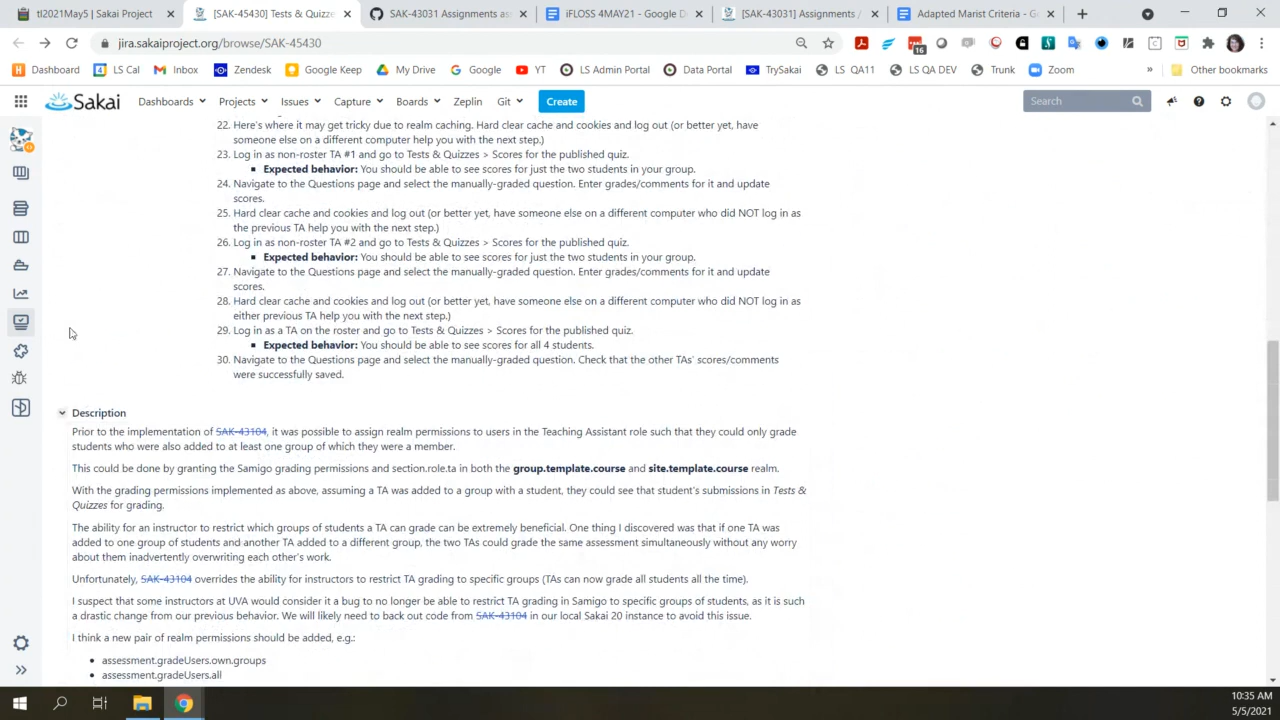 tl2021May5 | Sakai Project
[SAK-45430] Tests & Quizze
SAK-43031 Assignments as
iFLOSS 4MAY21 - Google D
[SAK-43031] Assignments /
Adapted Marist Criteria - G
jira.sakaiproject.org/browse/SAK-45430
16
Dashboard
LS Cal
Inbox
Zendesk
Google Keep
My Drive
Google
YT
LS Admin Portal
Data Portal
TrySakai
LS QA11
LS QA DEV
Trunk
Zoom
»
Other bookmarks
Sakai
Dashboards
Projects
Issues
Capture
Boards
Zeplin
Git
Create
Search
22. Here's where it may get tricky due to realm caching. Hard clear cache and cookies and log out (or better yet, have
someone else on a different computer help you with the next step.)
23. Log in as non-roster TA #1 and go to Tests & Quizzes > Scores for the published quiz.
Expected behavior: You should be able to see scores for just the two students in your group.
24. Navigate to the Questions page and select the manually-graded question. Enter grades/comments for it and update
scores.
25. Hard clear cache and cookies and log out (or better yet, have someone else on a different computer who did NOT log in as
the previous TA help you with the next step.)
26. Log in as non-roster TA #2 and go to Tests & Quizzes > Scores for the published quiz.
Expected behavior: You should be able to see scores for just the two students in your group.
27. Navigate to the Questions page and select the manually-graded question. Enter grades/comments for it and update
scores.
28. Hard clear cache and cookies and log out (or better yet, have someone else on a different computer who did NOT log in as
either previous TA help you with the next step.)
29. Log in as a TA on the roster and go to Tests & Quizzes > Scores for the published quiz.
Expected behavior: You should be able to see scores for all 4 students.
30. Navigate to the Questions page and select the manually-graded question. Check that the other TAs' scores/comments
were successfully saved.
Description
Prior to the implementation of SAK-43104, it was possible to assign realm permissions to users in the Teaching Assistant role such that they could only grade
students who were also added to at least one group of which they were a member.
This could be done by granting the Samigo grading permissions and section.role.ta in both the group.template.course and site.template.course realm.
With the grading permissions implemented as above, assuming a TA was added to a group with a student, they could see that student's submissions in Tests &
Quizzes for grading.
The ability for an instructor to restrict which groups of students a TA can grade can be extremely beneficial. One thing I discovered was that if one TA was
added to one group of students and another TA added to a different group, the two TAs could grade the same assessment simultaneously without any worry
about them inadvertently overwriting each other's work.
Unfortunately, SAK-43104 overrides the ability for instructors to restrict TA grading to specific groups (TAs can now grade all students all the time).
I suspect that some instructors at UVA would consider it a bug to no longer be able to restrict TA grading in Samigo to specific groups of students, as it is such
a drastic change from our previous behavior. We will likely need to back out code from SAK-43104 in our local Sakai 20 instance to avoid this issue.
I think a new pair of realm permissions should be added, e.g.:
assessment.gradeUsers.own.groups
assessment.gradeUsers.all
10:35 AM
5/5/2021